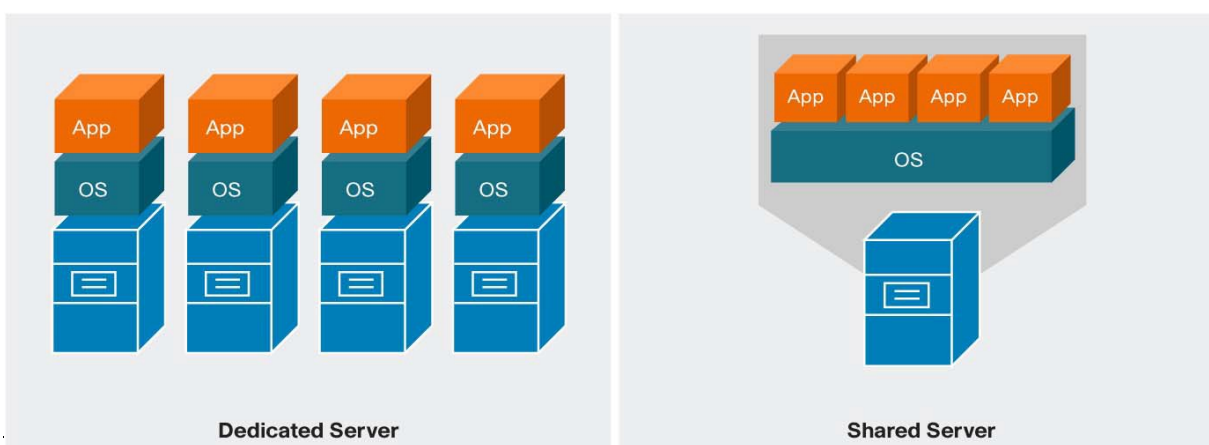 App App App App
OS OS OS OS
Dedicated Server
App App App App
OS
Shared Server